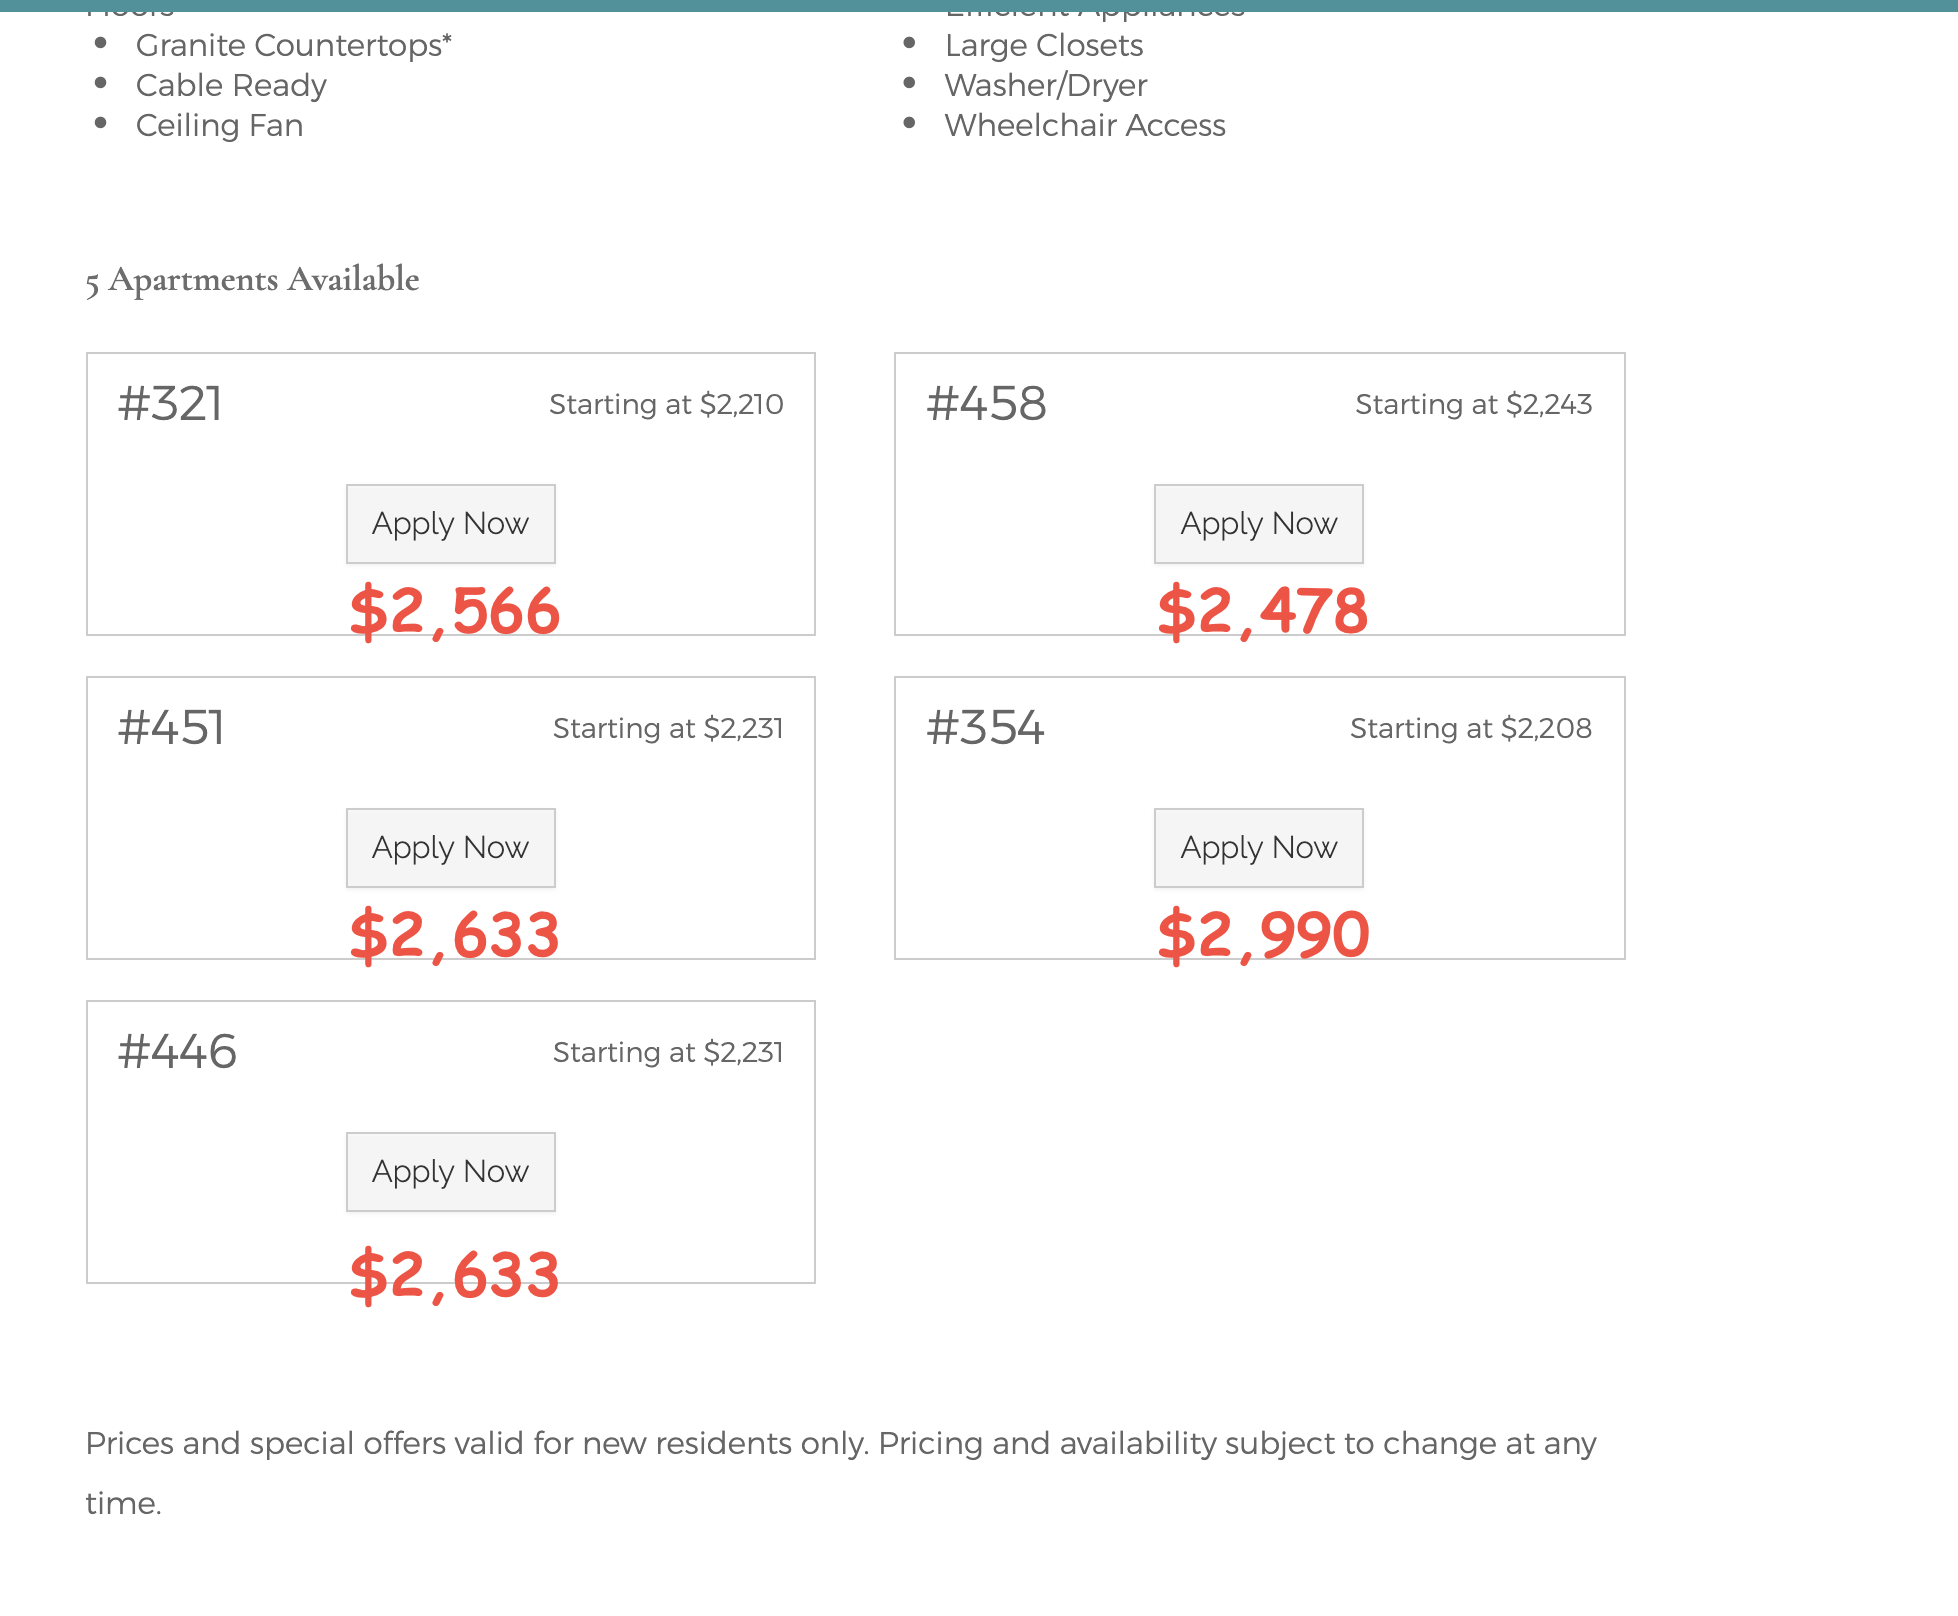 Floors
Efficient Appliances
• Granite Countertops*
• Large Closets
• Cable Ready
• Washer/Dryer
• Ceiling Fan
• Wheelchair Access
5 Apartments Available
#321
Starting at $2,210
Apply Now
$2,566
#458
Starting at $2,243
Apply Now
$2,478
#451
Starting at $2,231
Apply Now
$2,633
#354
Starting at $2,208
Apply Now
$2,990
#446
Starting at $2,231
Apply Now
$2,633
Prices and special offers valid for new residents only. Pricing and availability subject to change at any
time.